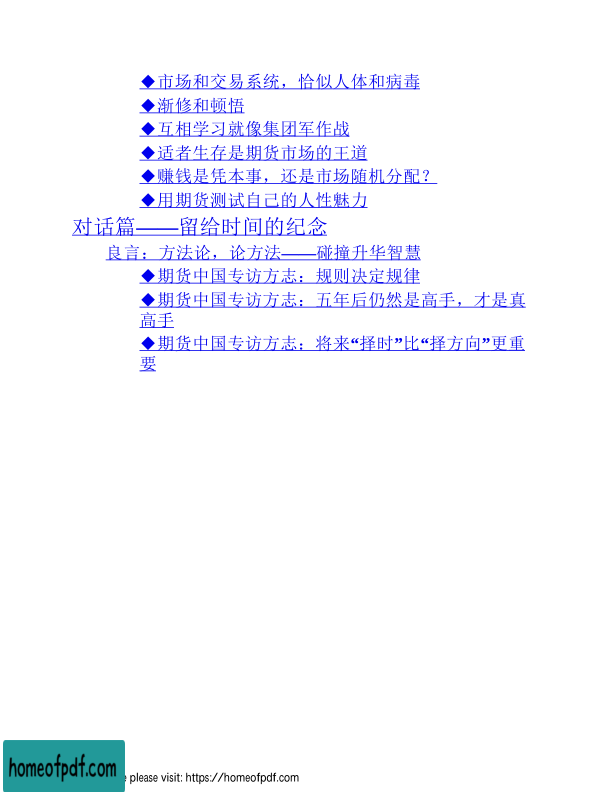 ◆市场和交易系统，恰似人体和病毒
◆渐修和顿悟
◆互相学习就像集团军作战
◆适者生存是期货市场的王道
◆赚钱是凭本事，还是市场随机分配？
◆用期货测试自己的人性魅力
对话篇——留给时间的纪念
良言：方法论，论方法——碰撞升华智慧
◆期货中国专访方志：规则决定规律
◆期货中国专访方志：五年后仍然是高手，才是真
高手
◆期货中国专访方志：将来“择时”比“择方向”更重
要
homeofpdf.com
e please visit: https://homeofpdf.com